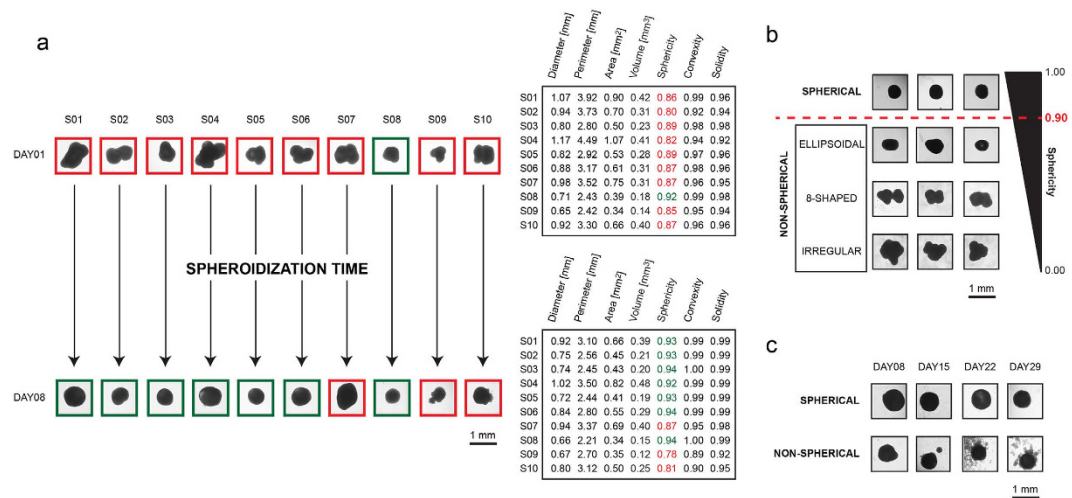 a
S01 S02 S03 S04 S05 S06 S07 S08 S09 S10
DAY01
SPHEROIDIZATION TIME
DAY08
1 mm
Diameter [mm] Perimeter [mm] Area [mm²] Volume [mm³] Sphericity Convexity Solidity
S01 1.07 3.92 0.90 0.42 0.86 0.99 0.96
S02 0.94 3.73 0.70 0.31 0.80 0.92 0.94
S03 0.80 2.80 0.50 0.23 0.89 0.98 0.98
S04 1.17 4.49 1.07 0.41 0.82 0.94 0.92
S05 0.82 2.92 0.53 0.28 0.89 0.97 0.96
S06 0.88 3.17 0.61 0.31 0.87 0.98 0.96
S07 0.98 3.52 0.75 0.31 0.87 0.96 0.95
S08 0.71 2.43 0.39 0.18 0.92 0.99 0.98
S09 0.65 2.42 0.34 0.14 0.85 0.95 0.94
S10 0.92 3.30 0.66 0.40 0.87 0.96 0.96
Diameter [mm] Perimeter [mm] Area [mm²] Volume [mm³] Sphericity Convexity Solidity
S01 0.92 3.10 0.66 0.39 0.93 0.99 0.99
S02 0.75 2.56 0.45 0.21 0.93 0.99 0.99
S03 0.74 2.45 0.43 0.20 0.94 1.00 0.99
S04 1.02 3.50 0.82 0.48 0.92 0.99 0.99
S05 0.72 2.44 0.41 0.19 0.93 0.99 0.99
S06 0.84 2.80 0.55 0.29 0.94 0.99 0.99
S07 0.94 3.37 0.69 0.40 0.87 0.95 0.98
S08 0.66 2.21 0.34 0.15 0.94 1.00 0.99
S09 0.67 2.70 0.35 0.12 0.78 0.89 0.92
S10 0.80 3.12 0.50 0.25 0.81 0.90 0.95
b
SPHERICAL
NON-SPHERICAL
ELLIPSOIDAL
8-SHAPED
IRREGULAR
1.00
0.90
Sphericity
0.00
1 mm
c
DAY08 DAY15 DAY22 DAY29
SPHERICAL
NON-SPHERICAL
1 mm